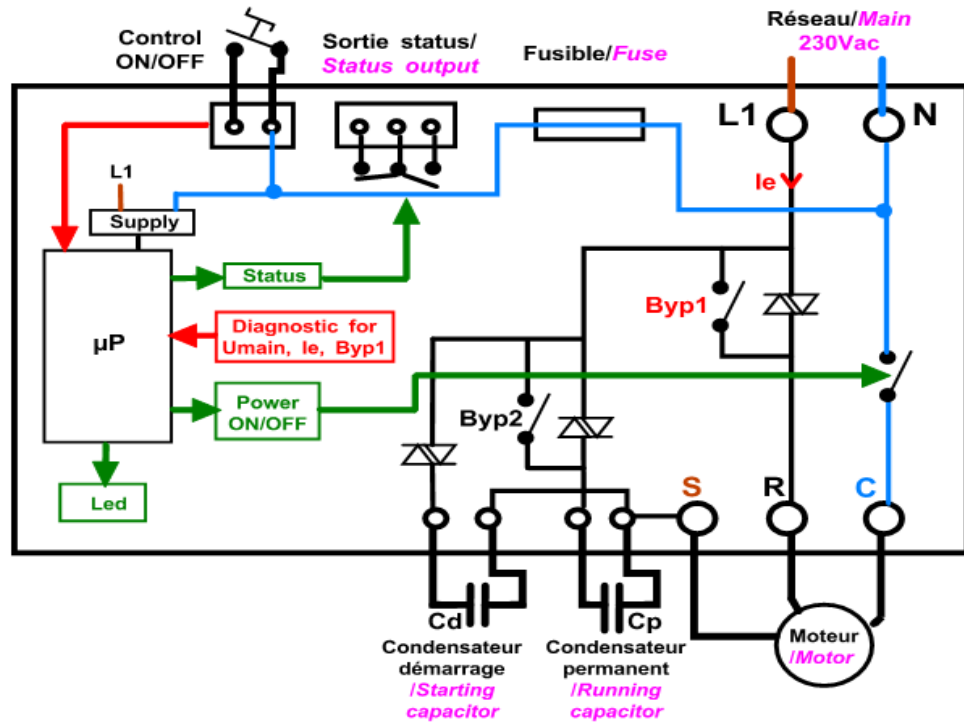 Control
ON/OFF
Sortie status/
Status output
Fusible/Fuse
Réseau/Main
230Vac
L1
N
L1
Ie
Supply
Status
Byp1
µP
Diagnostic for
Umain, Ie, Byp1
Power
ON/OFF
Byp2
Led
S
R
C
Cd
Cp
Condensateur
démarrage
/Starting
capacitor
Condensateur
permanent
/Running
capacitor
Moteur
/Motor